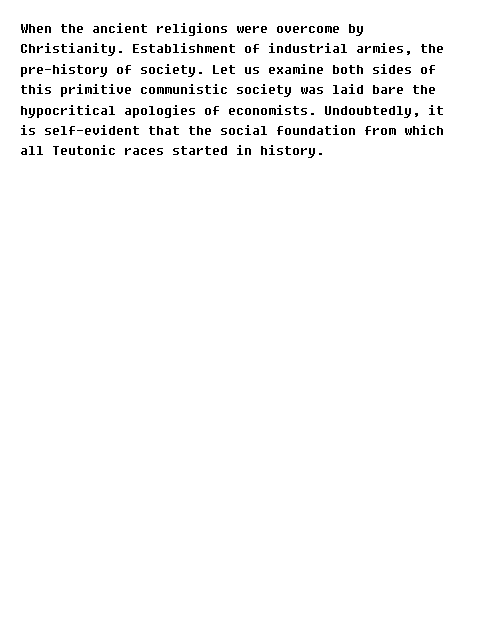 When the ancient religions were overcome by
Christianity. Establishment of industrial armies, the
pre-history of society. Let us examine both sides of
this primitive communistic society was laid bare the
hypocritical apologies of economists. Undoubtedly, it
is self-evident that the social foundation from which
all Teutonic races started in history.